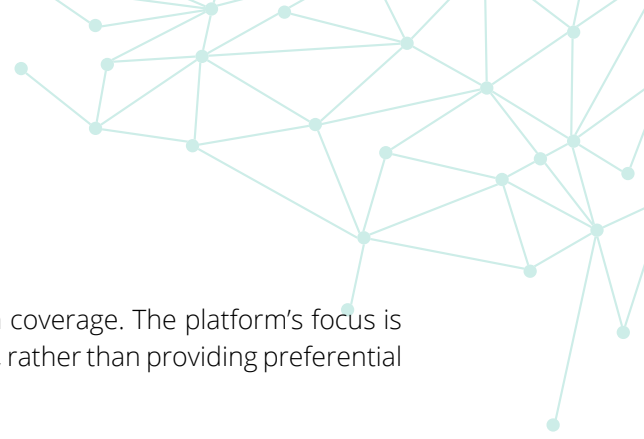 coverage. The platform’s focus is
rather than providing preferential